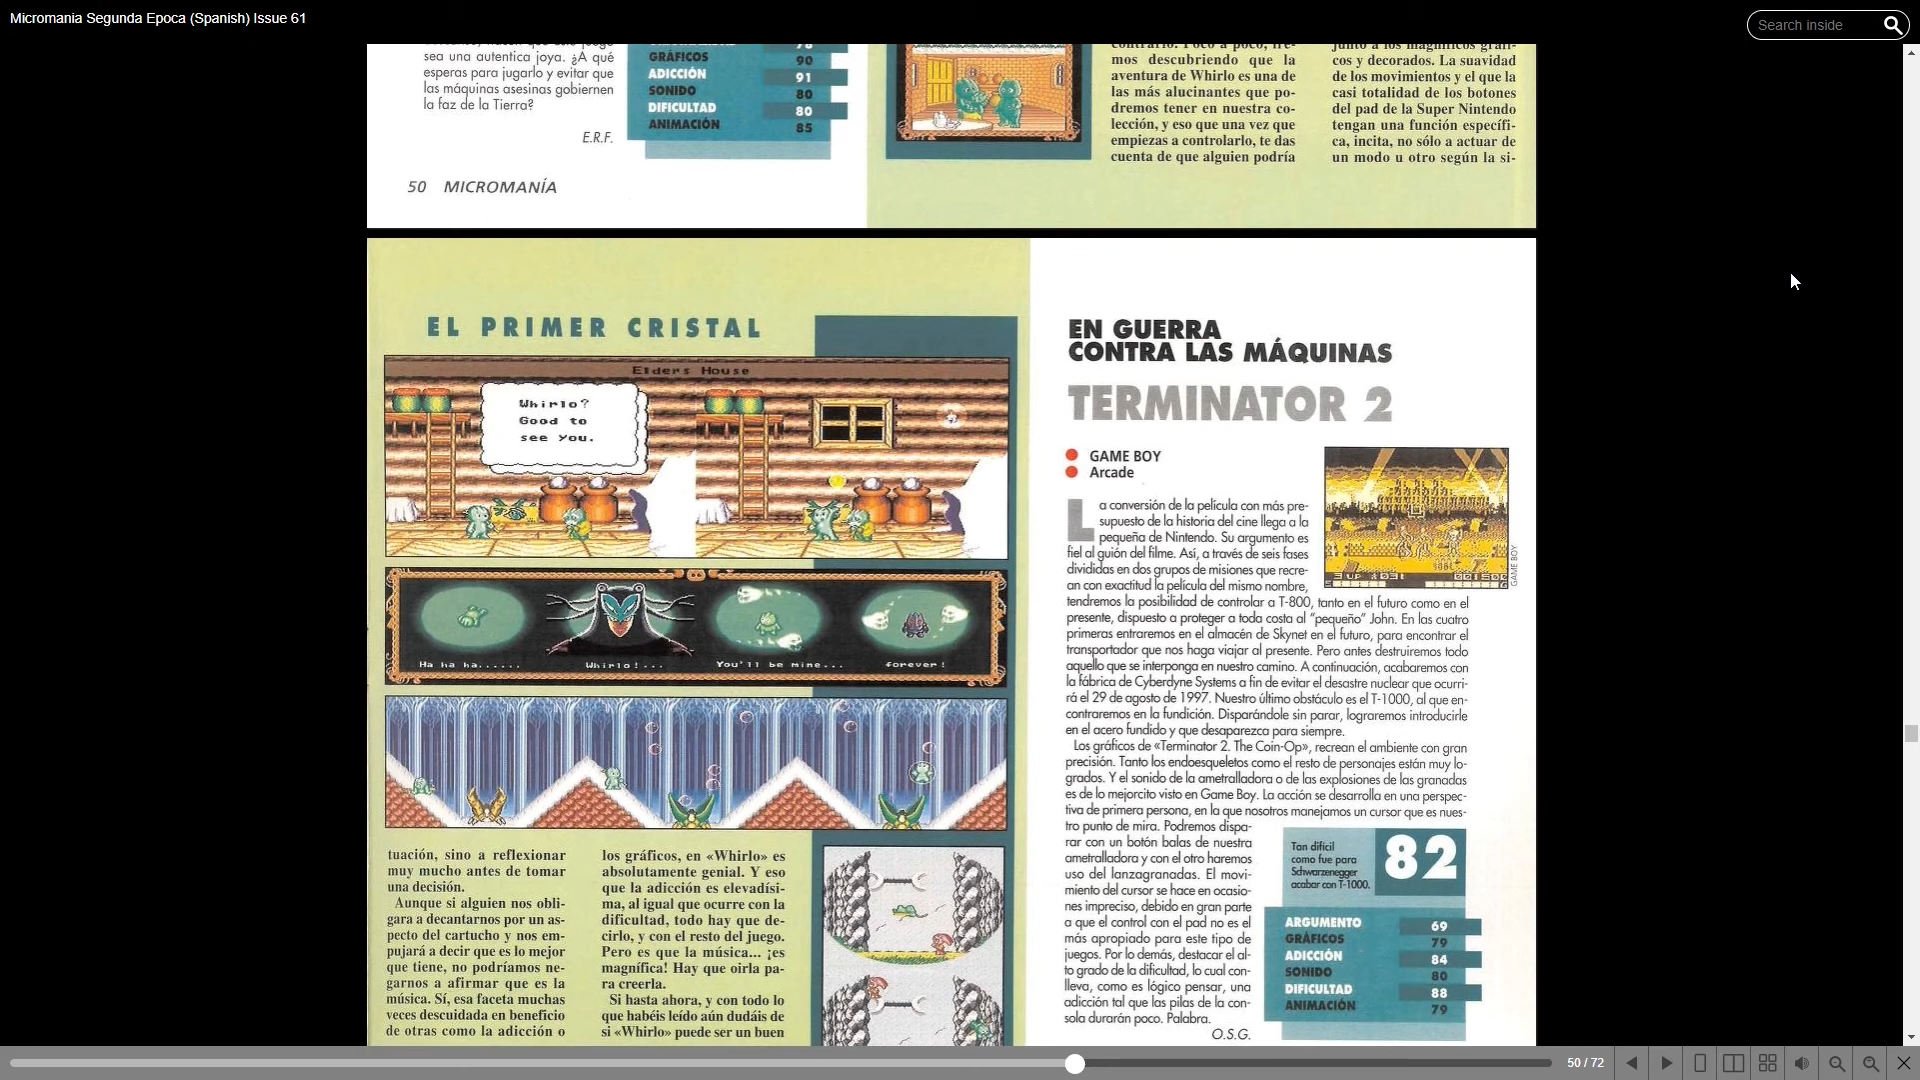 Micromania Segunda Epoca (Spanish) Issue 61
Search inside
sea una autentica joya. ¿A qué
esperas para jugarlo y evitar que
las máquinas asesinas gobiernen
la faz de la Tierra?
E.R.F.
78
GRÁFICOS 90
ADICCIÓN 91
SONIDO 80
DIFICULTAD 80
ANIMACIÓN 85
50 MICROMANÍA
contrario. Poco a poco, ire-
mos descubriendo que la
aventura de Whirlo es una de
las más alucinantes que po-
dremos tener en nuestra co-
lección, y eso que una vez que
empiezas a controlarlo, te das
cuenta de que alguien podría
junto a los magníficos gráfi-
cos y decorados. La suavidad
de los movimientos y el que la
casi totalidad de los botones
del pad de la Super Nintendo
tengan una función específi-
ca, incita, no sólo a actuar de
un modo u otro según la si-
EL PRIMER CRISTAL
Elders House
Whirlo?
Good to
see you.
Ha ha ha......
Whirlo!...
You'll be mine...
forever!
tuación, sino a reflexionar
muy mucho antes de tomar
una decisión.
Aunque si alguien nos obli-
gara a decantarnos por un as-
pecto del cartucho y nos em-
pujará a decir que es lo mejor
que tiene, no podríamos ne-
garnos a afirmar que es la
música. Sí, esa faceta muchas
veces descuidada en beneficio
de otras como la adicción o
los gráficos, en «Whirlo» es
absolutamente genial. Y eso
que la adicción es elevadísi-
ma, al igual que ocurre con la
dificultad, todo hay que de-
cirlo, y con el resto del juego.
Pero es que la música... ¡es
magnífica! Hay que oirla pa-
ra creerla.
Si hasta ahora, y con todo lo
que habéis leído aún dudáis de
si «Whirlo» puede ser un buen
EN GUERRA
CONTRA LAS MÁQUINAS
TERMINATOR 2
GAME BOY
Arcade
GAME BOY
La conversión de la película con más pre-
supuesto de la historia del cine llega a la
pequeña de Nintendo. Su argumento es
fiel al guión del filme. Así, a través de seis fases
divididas en dos grupos de misiones que recre-
an con exactitud la película del mismo nombre,
tendremos la posibilidad de controlar a T-800, tanto en el futuro como en el
presente, dispuesto a proteger a toda costa al "pequeño" John. En las cuatro
primeras entraremos en el almacén de Skynet en el futuro, para encontrar el
transportador que nos haga viajar al presente. Pero antes destruiremos todo
aquello que se interponga en nuestro camino. A continuación, acabaremos con
la fábrica de Cyberdyne Systems a fin de evitar el desastre nuclear que ocurri-
rá el 29 de agosto de 1997. Nuestro último obstáculo es el T-1000, al que en-
contraremos en la fundición. Disparándole sin parar, lograremos introducirle
en el acero fundido y que desaparezca para siempre.
Los gráficos de «Terminator 2. The Coin-Op», recrean el ambiente con gran
precisión. Tanto los endoesqueletos como el resto de personajes están muy lo-
grados. Y el sonido de la ametralladora o de las explosiones de las granadas
es de lo mejorcito visto en Game Boy. La acción se desarrolla en una perspec-
tiva de primera persona, en la que nosotros manejamos un cursor que es nues-
tro punto de mira. Podremos dispa-
rar con un botón balas de nuestra
ametralladora y con el otro haremos
uso del lanzagranadas. El movi-
miento del cursor se hace en ocasio-
nes impreciso, debido en gran parte
a que el control con el pad no es el
más apropiado para este tipo de
juegos. Por lo demás, destacar el al-
to grado de la dificultad, lo cual con-
lleva, como es lógico pensar, una
adicción tal que las pilas de la con-
sola durarán poco. Palabra.
O.S.G.
Tan difícil
como fue para
Schwarzenegger
acabar con T-1000.
82
ARGUMENTO 69
GRÁFICOS 79
ADICCIÓN 84
SONIDO 80
DIFICULTAD 88
ANIMACIÓN 79
50 / 72